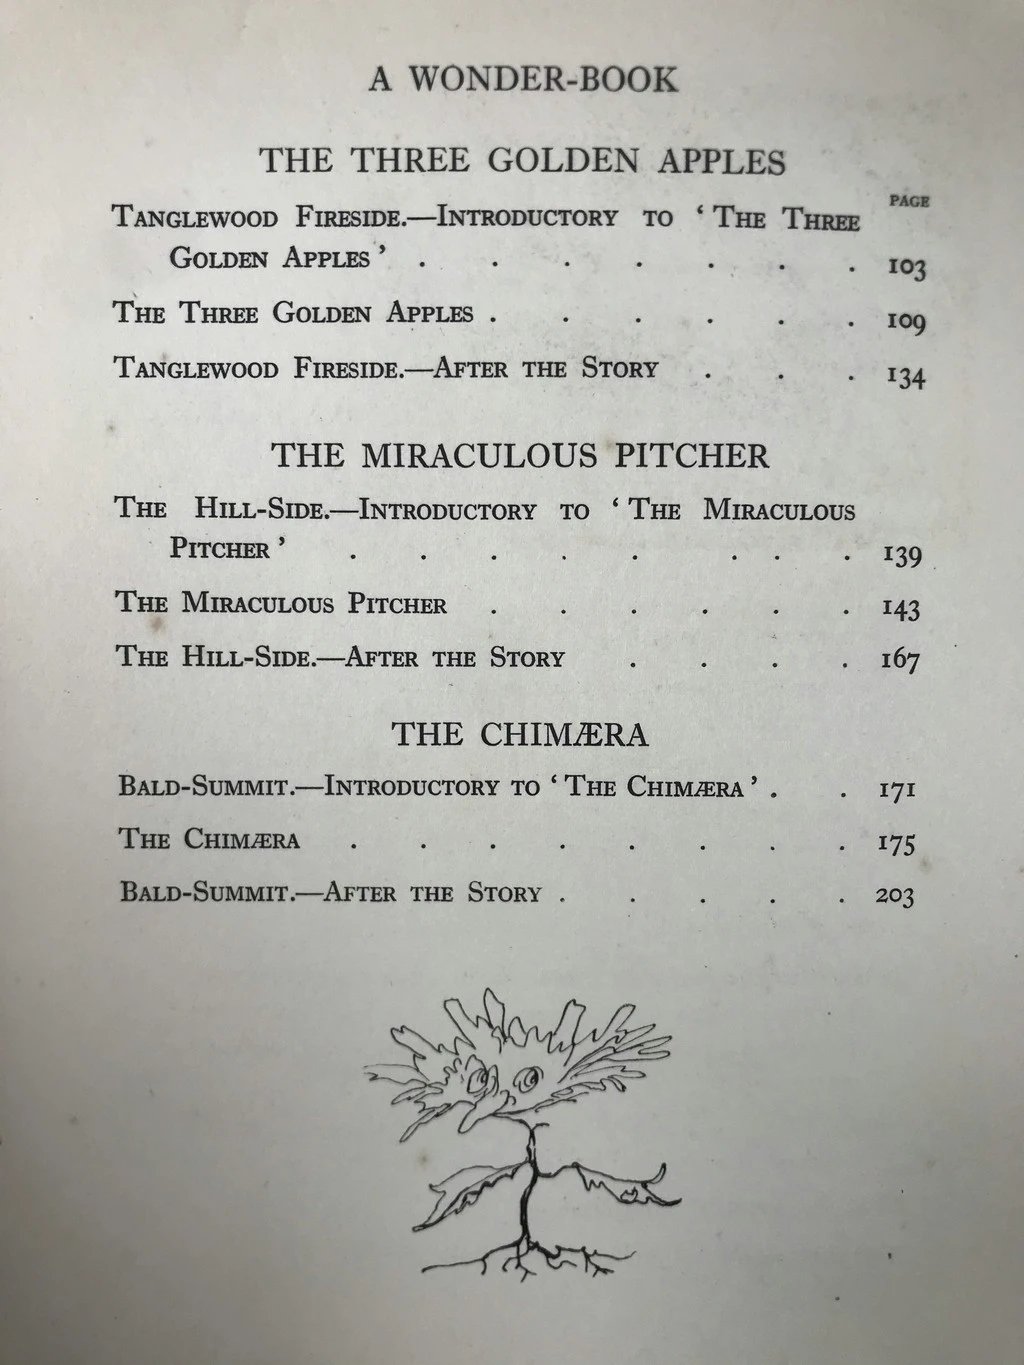 A WONDER-BOOK
THE THREE GOLDEN APPLES
PAGE
TANGLEWOOD FIRESIDE.—INTRODUCTORY TO ‘THE THREE
GOLDEN APPLES’ . . . . . . . 103
THE THREE GOLDEN APPLES . . . . . . 109
TANGLEWOOD FIRESIDE.—AFTER THE STORY . . . 134
THE MIRACULOUS PITCHER
THE HILL-SIDE.—INTRODUCTORY TO ‘THE MIRACULOUS
PITCHER’ . . . . . . . . 139
THE MIRACULOUS PITCHER . . . . . . 143
THE HILL-SIDE.—AFTER THE STORY . . . . 167
THE CHIMÆRA
BALD-SUMMIT.—INTRODUCTORY TO ‘THE CHIMÆRA’ . . 171
THE CHIMÆRA . . . . . . . . 175
BALD-SUMMIT.—AFTER THE STORY . . . . . 203